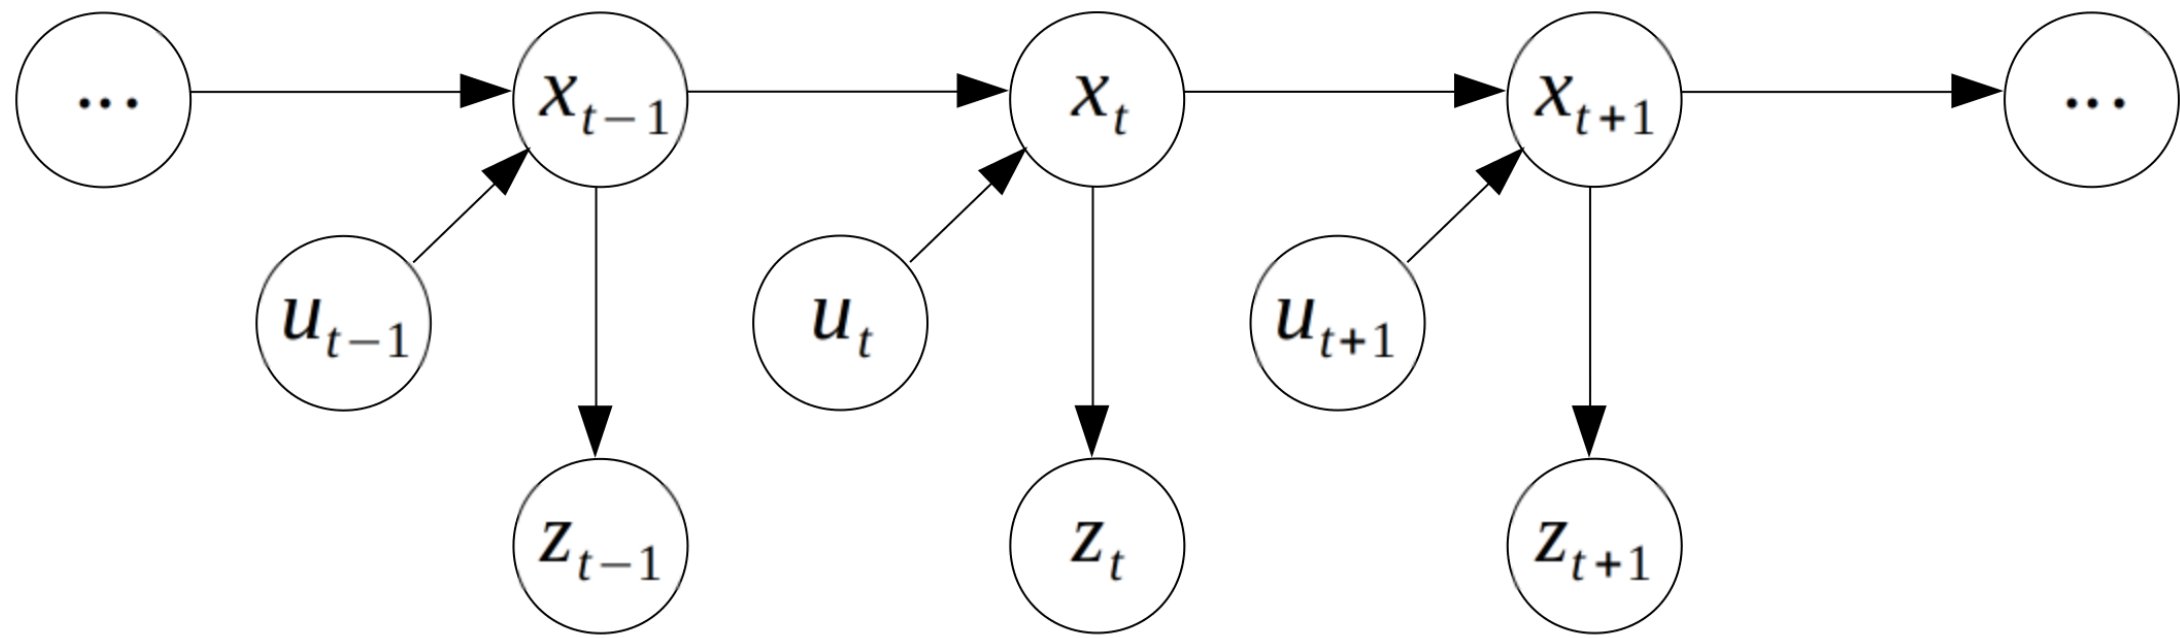 ... x_{t-1} x_t x_{t+1} ...
u_{t-1} u_t u_{t+1}
z_{t-1} z_t z_{t+1}